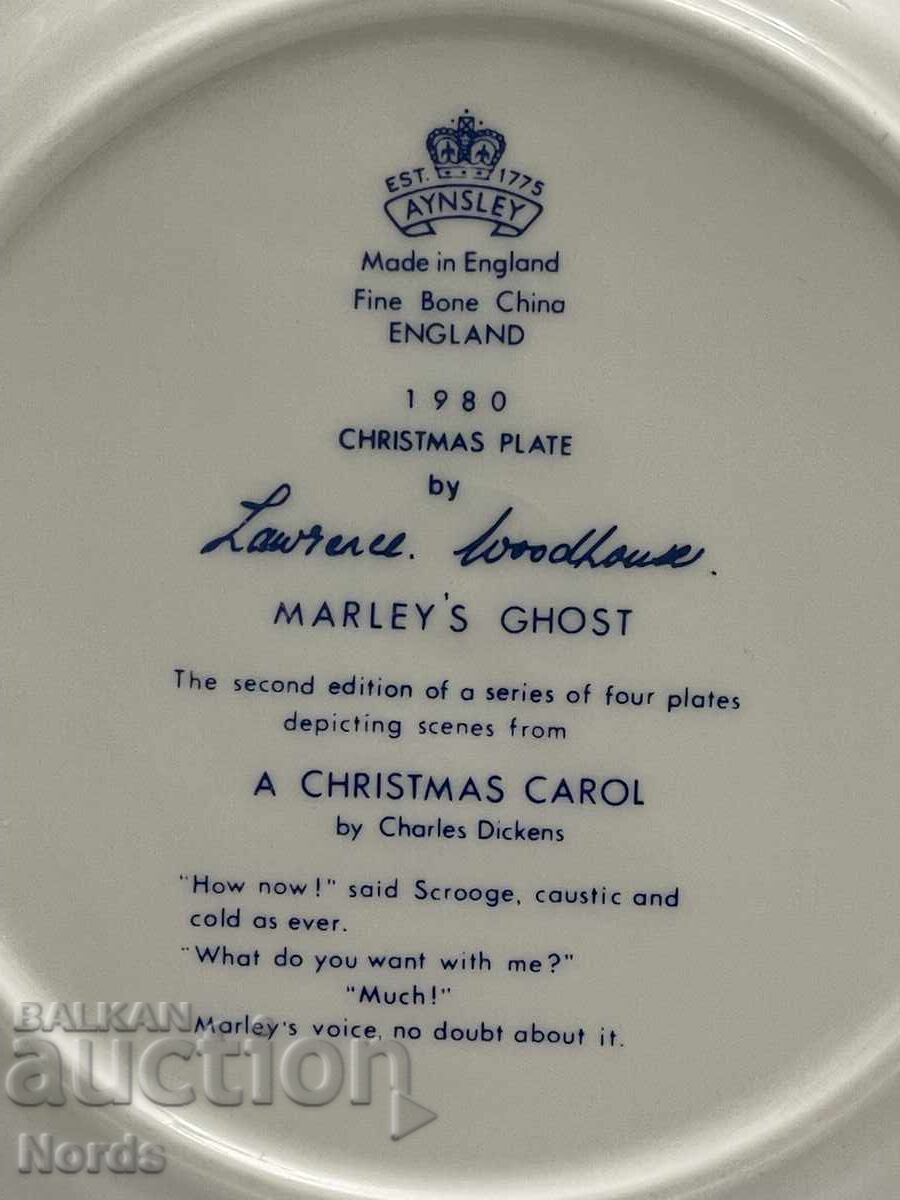 EST. 1775
AYNSLEY
Made in England
Fine Bone China
ENGLAND
1980
CHRISTMAS PLATE
by
Lawrence. Woodhouse.
MARLEY'S GHOST
The second edition of a series of four plates
depicting scenes from
A CHRISTMAS CAROL
by Charles Dickens
"How now!" said Scrooge, caustic and
cold as ever.
"What do you want with me?"
"Much!"
Marley's voice, no doubt about it.
BALKAN
auction
Nords